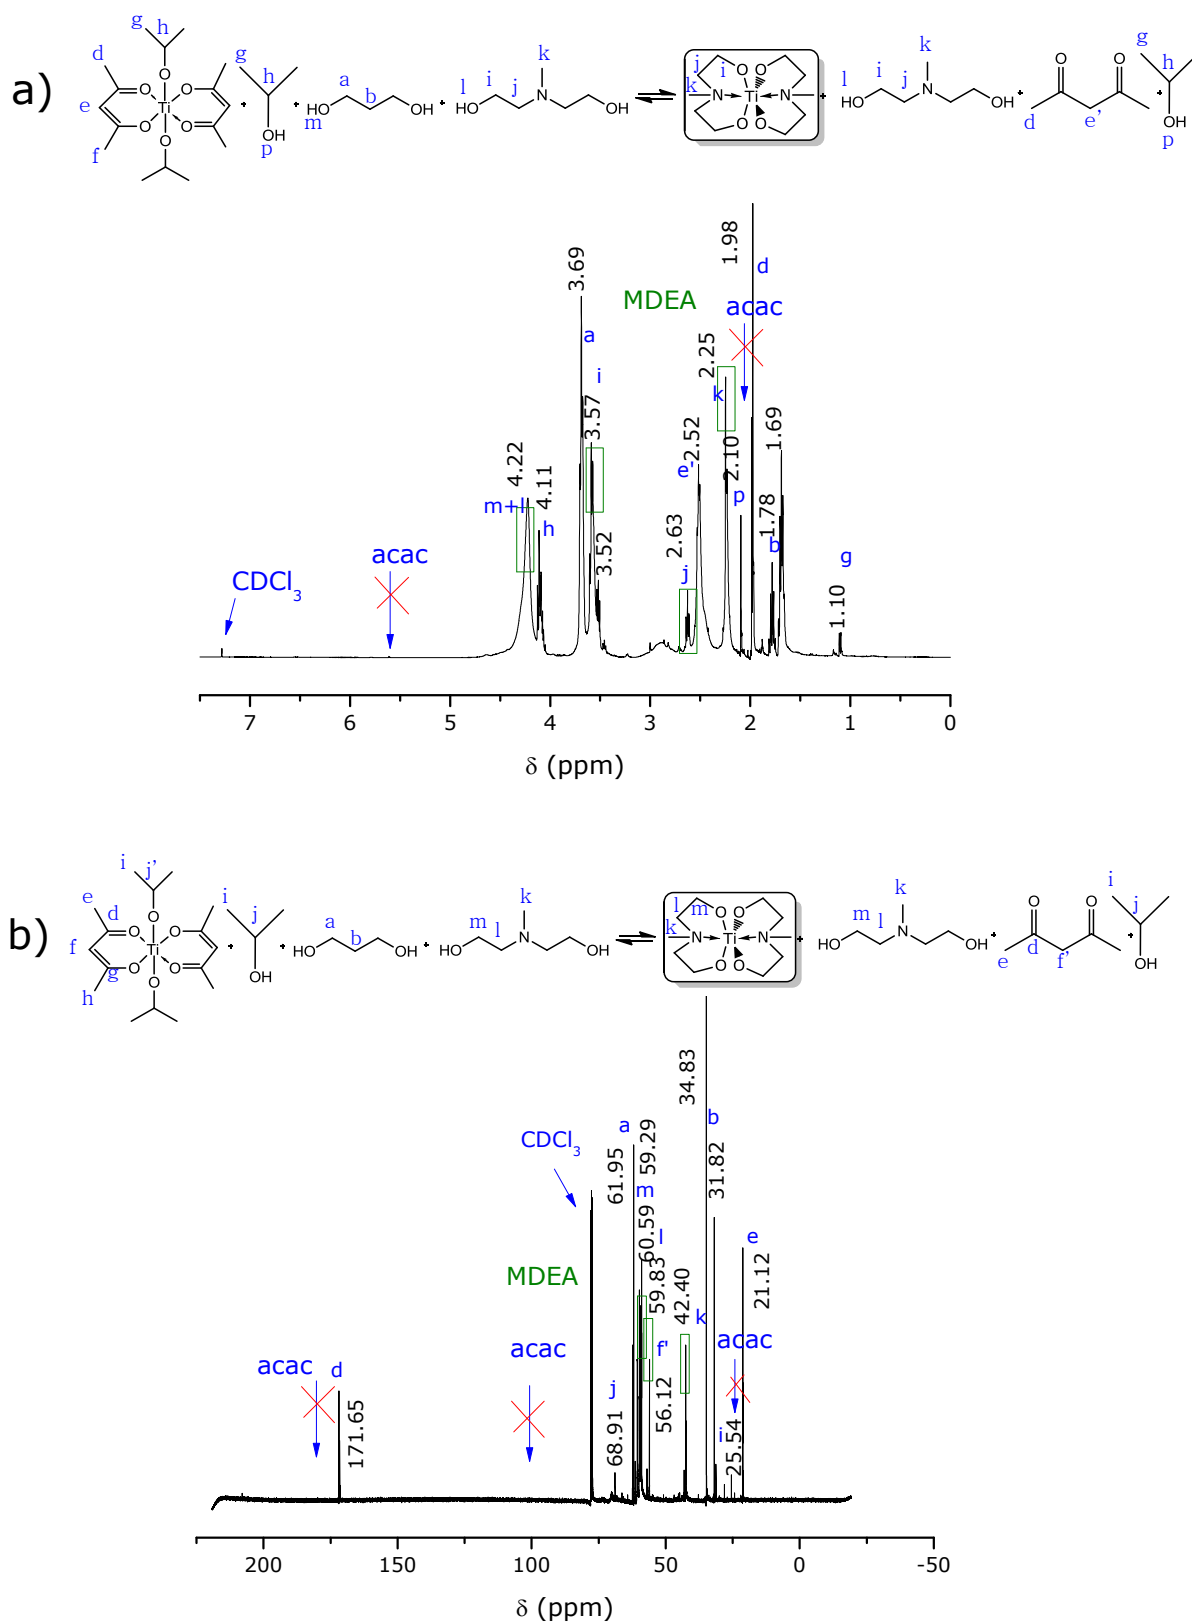 a)
g
h
d
e
f
O
O
O
Ti
O
O
O
+
g
h
OH
p
+
a
b
HO
OH
m
+
k
l
i
j
N
HO
OH
⇌
j
i
k
O
O
N
Ti
N
O
O
+
k
l
i
j
N
HO
OH
+
O
O
d
e'
+
g
h
OH
p
MDEA
acac
d
1.98
3.69
a
i
3.57
3.52
4.22
4.11
m+l
h
acac
CDCl3
e'
2.52
2.63
j
2.25
k
2.10
p
1.78
b
1.69
g
1.10
7 6 5 4 3 2 1 0
δ (ppm)
b)
i
j'
e
d
f
g
h
O
O
O
Ti
O
O
O
+
i
j
OH
+
a
b
HO
OH
+
k
m
l
N
HO
OH
⇌
l
m
k
O
O
N
Ti
N
O
O
+
k
m
l
N
HO
OH
+
O
O
e
d
f'
+
i
j
OH
CDCl3
MDEA
acac
d
171.65
acac
j
68.91
a
61.95
m
60.59
59.29
l
59.83
f'
56.12
42.40
k
34.83
b
31.82
acac
i
25.54
e
21.12
200 150 100 50 0 -50
δ (ppm)